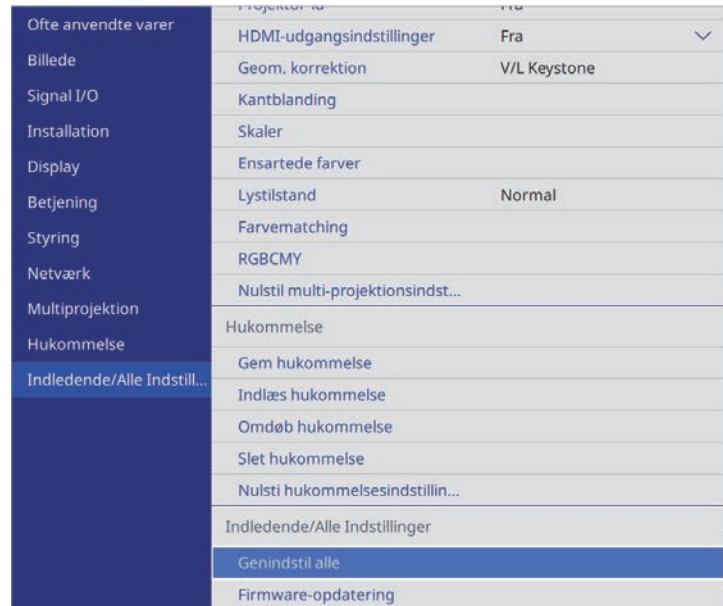 Ofte anvendte varer
Billede
Signal I/O
Installation
Display
Betjening
Styring
Netværk
Multiprojektion
Hukommelse
Indledende/Alle Indstill...
HDMI-udgangsindstillinger Fra
Geom. korrektion V/L Keystone
Kantblanding
Skaler
Ensartede farver
Lystilstand Normal
Farvematching
RGBCMY
Nulstil multi-projektionsindst...
Hukommelse
Gem hukommelse
Indlæs hukommelse
Omdøb hukommelse
Slet hukommelse
Nulsti hukommelsesindstillin...
Indledende/Alle Indstillinger
Genindstil alle
Firmware-opdatering